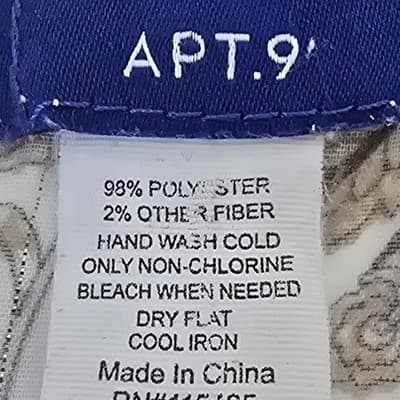 APT.9
98% POLYESTER
2% OTHER FIBER
HAND WASH COLD
ONLY NON-CHLORINE
BLEACH WHEN NEEDED
DRY FLAT
COOL IRON
Made In China